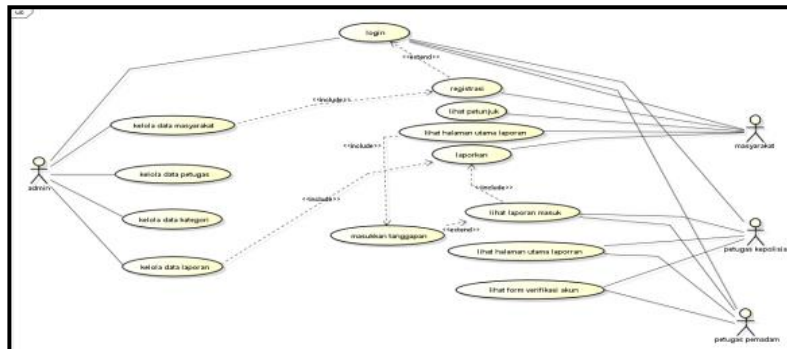 uc
login
<<extend>>
registrasi
<<include>>
lihat petunjuk
kelola data masyarakat
lihat halaman utama laporan
masyarakat
<<include>>
laporkan
admin
kelola data petugas
<<include>>
<<include>>
kelola data kategori
lihat laporan masuk
masukkan tanggapan
<<extend>>
lihat halaman utama laporran
petugas kepolisia
kelola data laporan
lihat form verifikasi akun
petugas pemadam